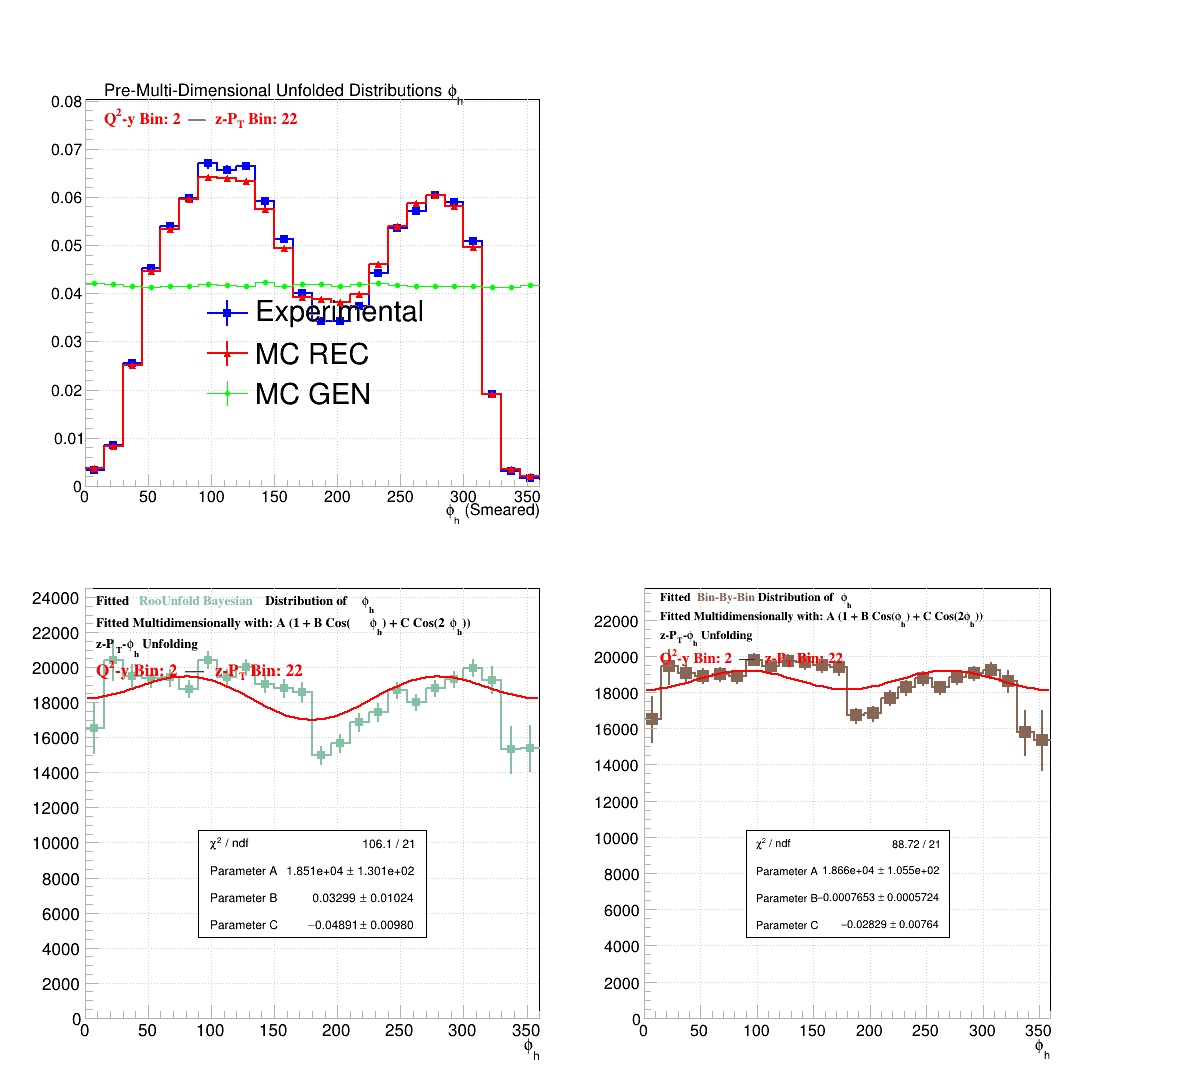 Pre-Multi-Dimensional Unfolded Distributions ϕh
Q²-y Bin: 2 — z-PT Bin: 22
0.08
0.07
0.06
0.05
0.04
0.03
0.02
0.01
0
Experimental
MC REC
MC GEN
0 50 100 150 200 250 300 350
ϕh (Smeared)
Fitted RooUnfold Bayesian Distribution of ϕh
Fitted Multidimensionally with: A (1 + B Cos( ϕh) + C Cos(2 ϕh))
z-PT-ϕh Unfolding
Q²-y Bin: 2 — z-PT Bin: 22
24000
22000
20000
18000
16000
14000
12000
10000
8000
6000
4000
2000
0
χ² / ndf 106.1 / 21
Parameter A 1.851e+04 ± 1.301e+02
Parameter B 0.03299 ± 0.01024
Parameter C −0.04891 ± 0.00980
0 50 100 150 200 250 300 350
ϕh
Fitted Bin-By-Bin Distribution of ϕh
Fitted Multidimensionally with: A (1 + B Cos(ϕh) + C Cos(2ϕh))
z-PT-ϕh Unfolding
Q²-y Bin: 2 — z-PT Bin: 22
22000
20000
18000
16000
14000
12000
10000
8000
6000
4000
2000
0
χ² / ndf 88.72 / 21
Parameter A 1.866e+04 ± 1.055e+02
Parameter B −0.0007653 ± 0.0005724
Parameter C −0.02829 ± 0.00764
0 50 100 150 200 250 300 350
ϕh